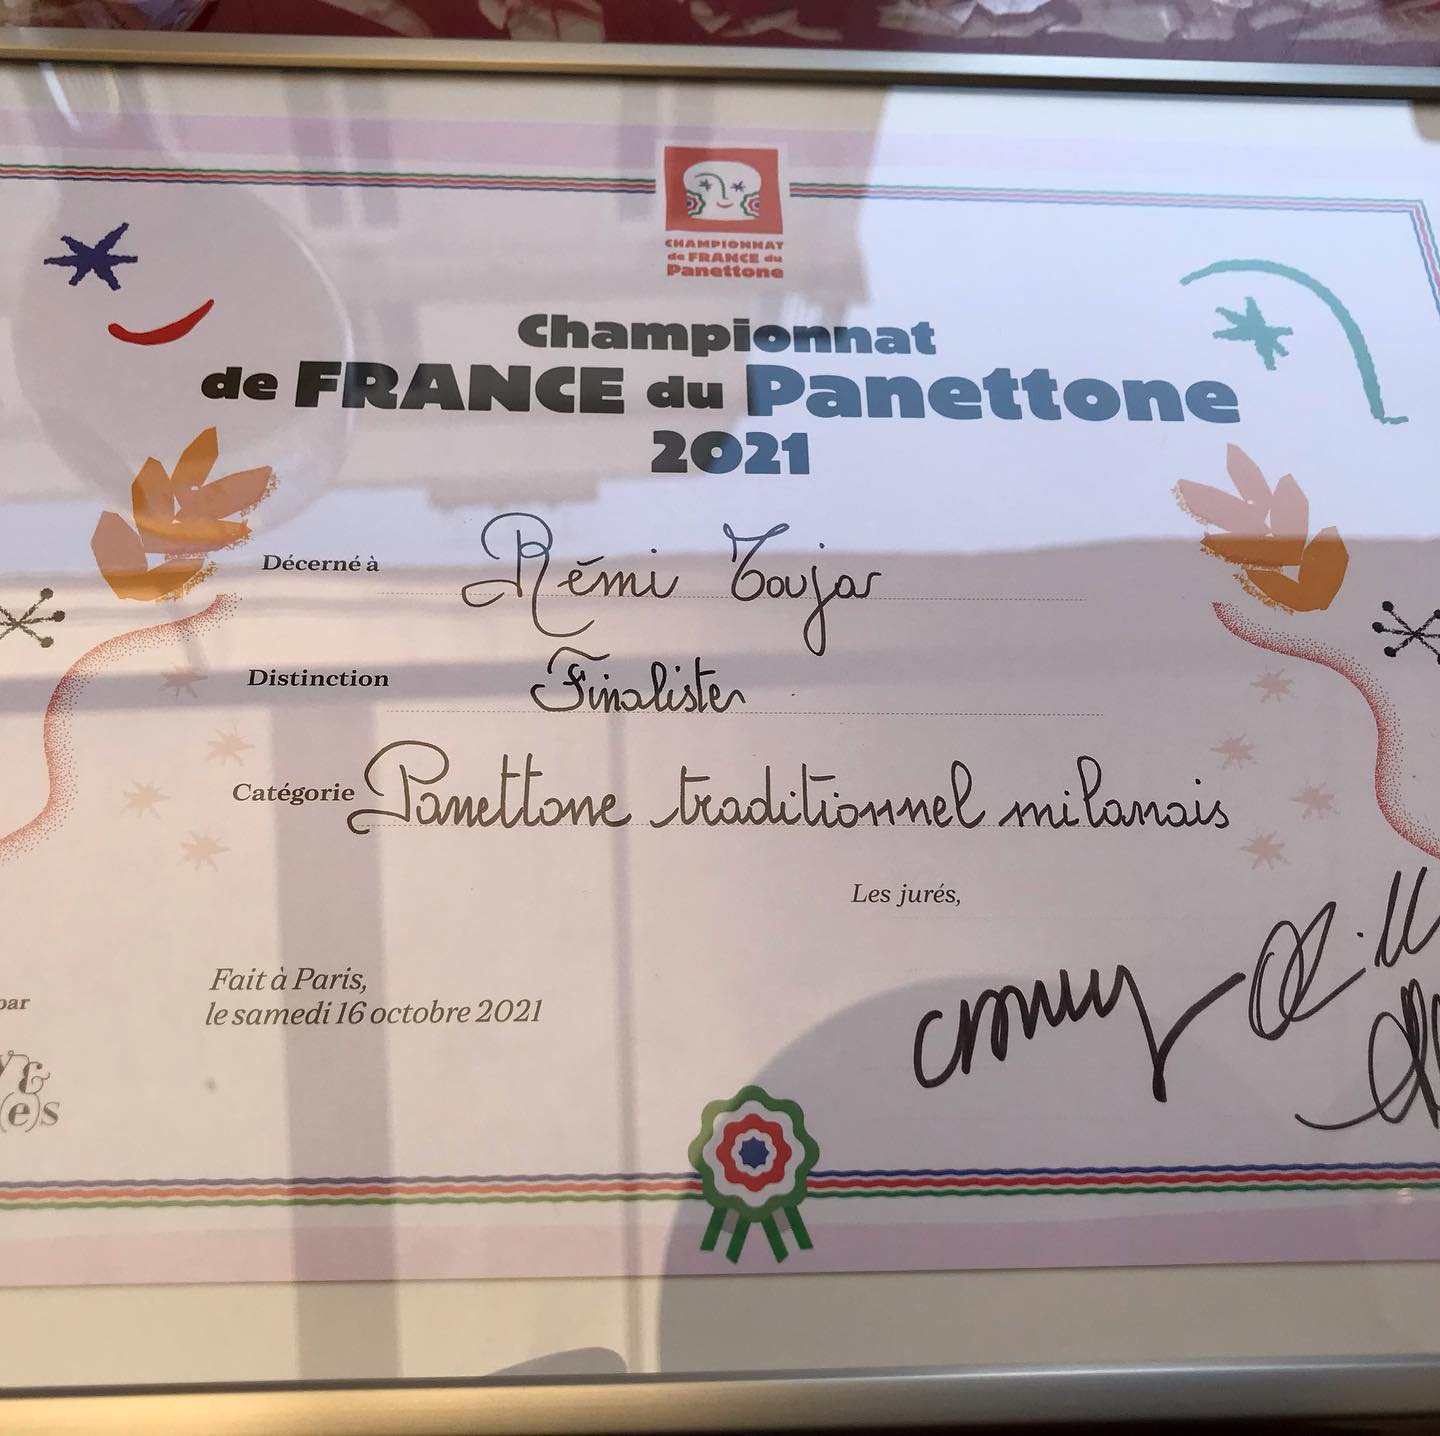 CHAMPIONNAT
de FRANCE du
Panettone
Championnat
de FRANCE du Panettone
2021
Décerné à Rémi Toujas
Distinction Finaliste
Catégorie Panettone traditionnel milanais
Les jurés,
Fait à Paris,
le samedi 16 octobre 2021
par
&
(e)s